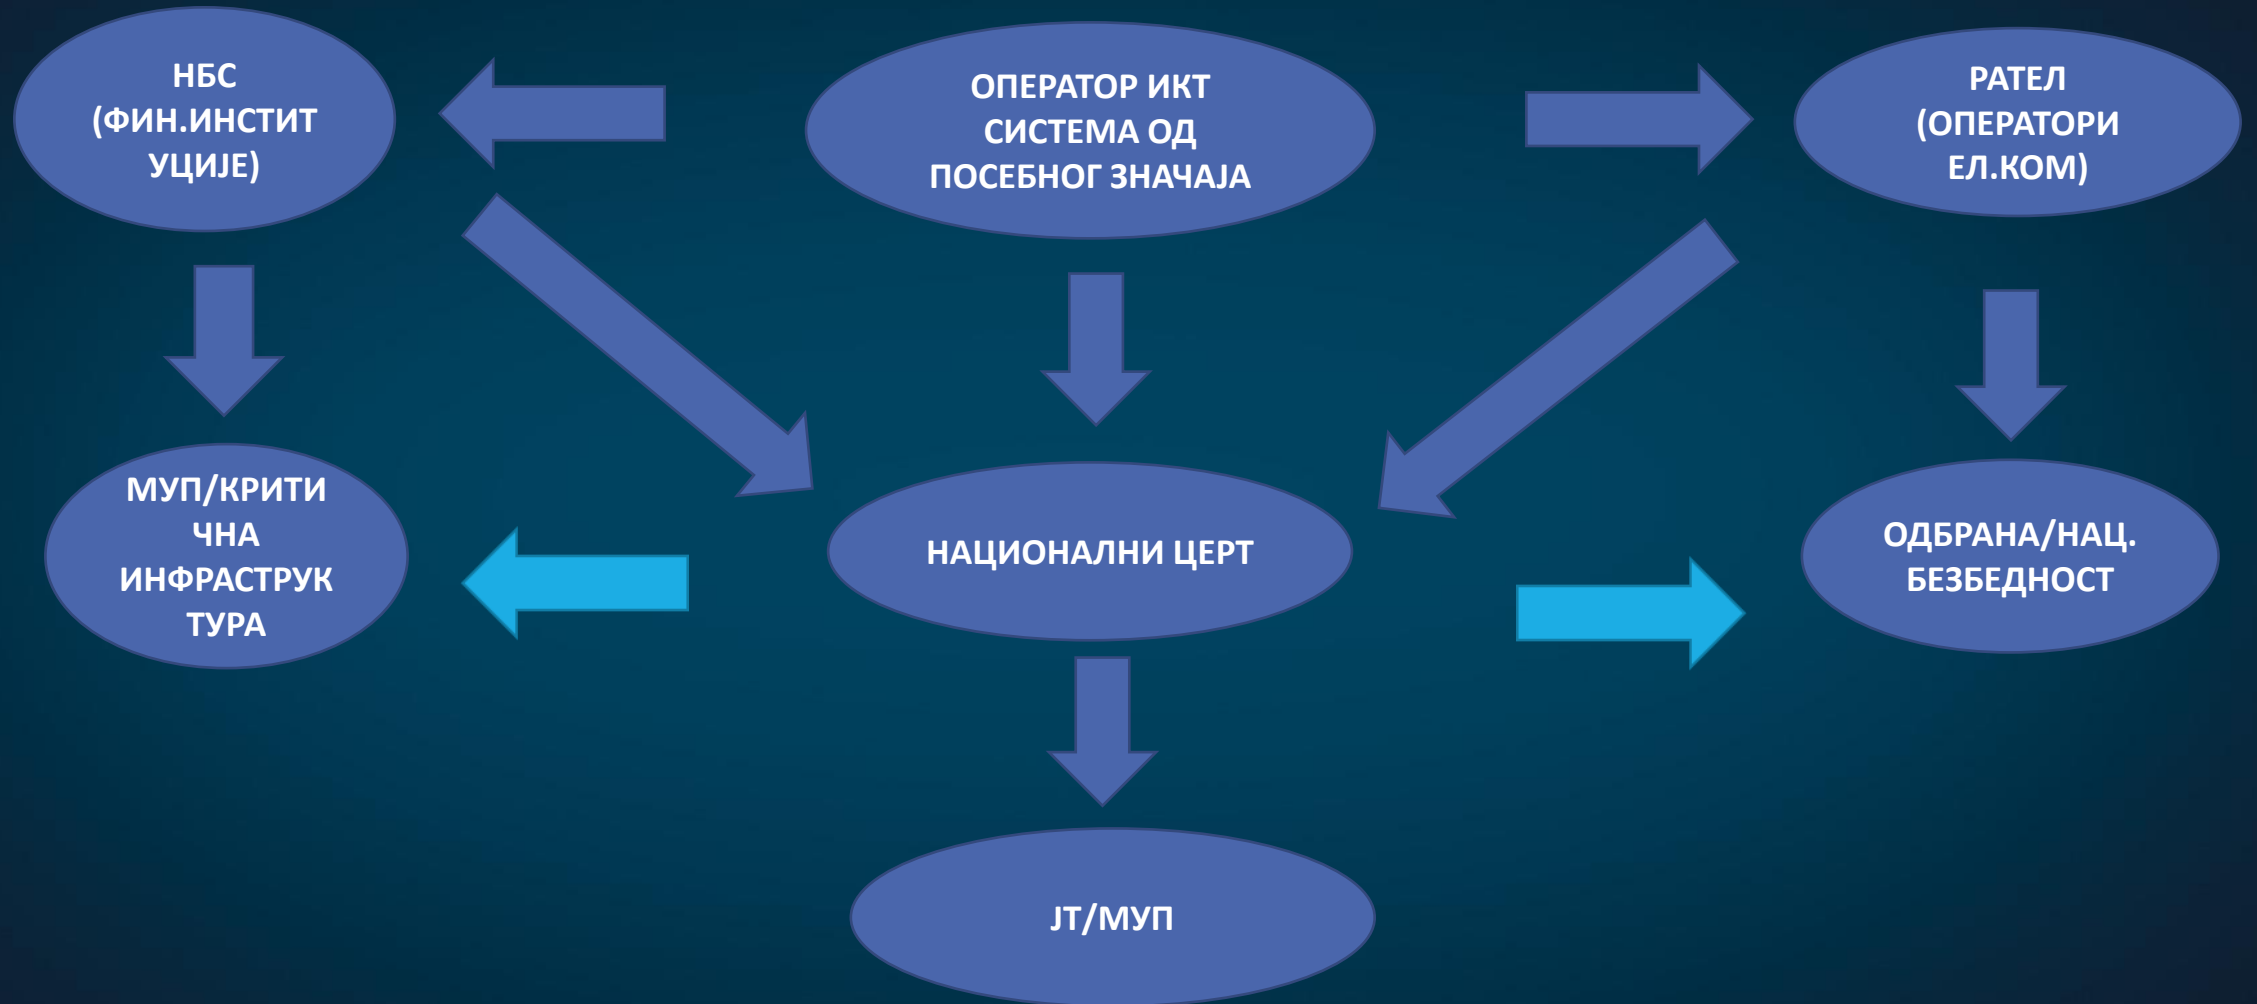 НБС
(ФИН.ИНСТИТ
УЦИЈЕ)
ОПЕРАТОР ИКТ
СИСТЕМА ОД
ПОСЕБНОГ ЗНАЧАЈА
РАТЕЛ
(ОПЕРАТОРИ
ЕЛ.КОМ)
МУП/КРИТИ
ЧНА
ИНФРАСТРУК
ТУРА
НАЦИОНАЛНИ ЦЕРТ
ОДБРАНА/НАЦ.
БЕЗБЕДНОСТ
ЈТ/МУП